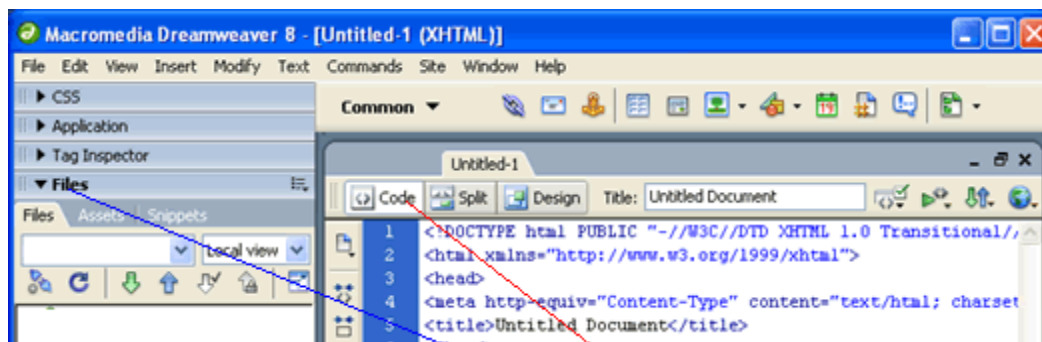 Macromedia Dreamweaver 8 - [Untitled-1 (XHTML)]
File Edit View Insert Modify Text Commands Site Window Help
CSS
Application
Tag Inspector
Files
Files Assets Snippets
Local view
Common
Untitled-1
Code Split Design Title: Untitled Document
1 <!DOCTYPE html PUBLIC "-//W3C//DTD XHTML 1.0 Transitional//
2 <html xmlns="http://www.w3.org/1999/xhtml">
3 <head>
4 <meta http-equiv="Content-Type" content="text/html; charset
5 <title>Untitled Document</title>